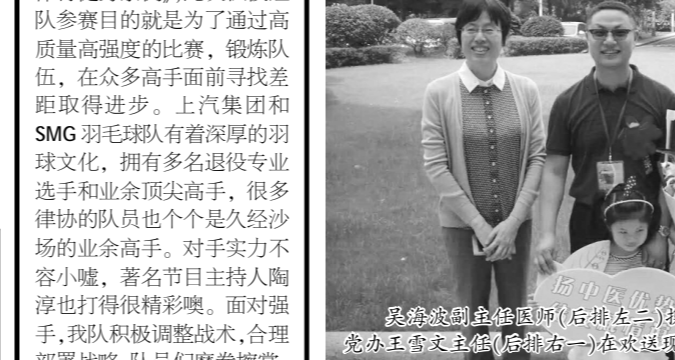 队参赛目的就是为了通过高
质量高强度的比赛，锻炼队
伍，在众多高手面前寻找差
距取得进步。上汽集团和
SMG 羽毛球队有着深厚的羽
球文化，拥有多名退役专业
选手和业余顶尖高手，很多
律协的队员也个个是久经沙
场的业余高手。对手实力不
容小嘘，著名节目主持人陶
淳也打得很精彩噢。面对强
手，我队积极调整战术，合理
扬中医优势
吴海波副主任医师(后排左二)
党办王雪文主任(后排右一)在欢送现